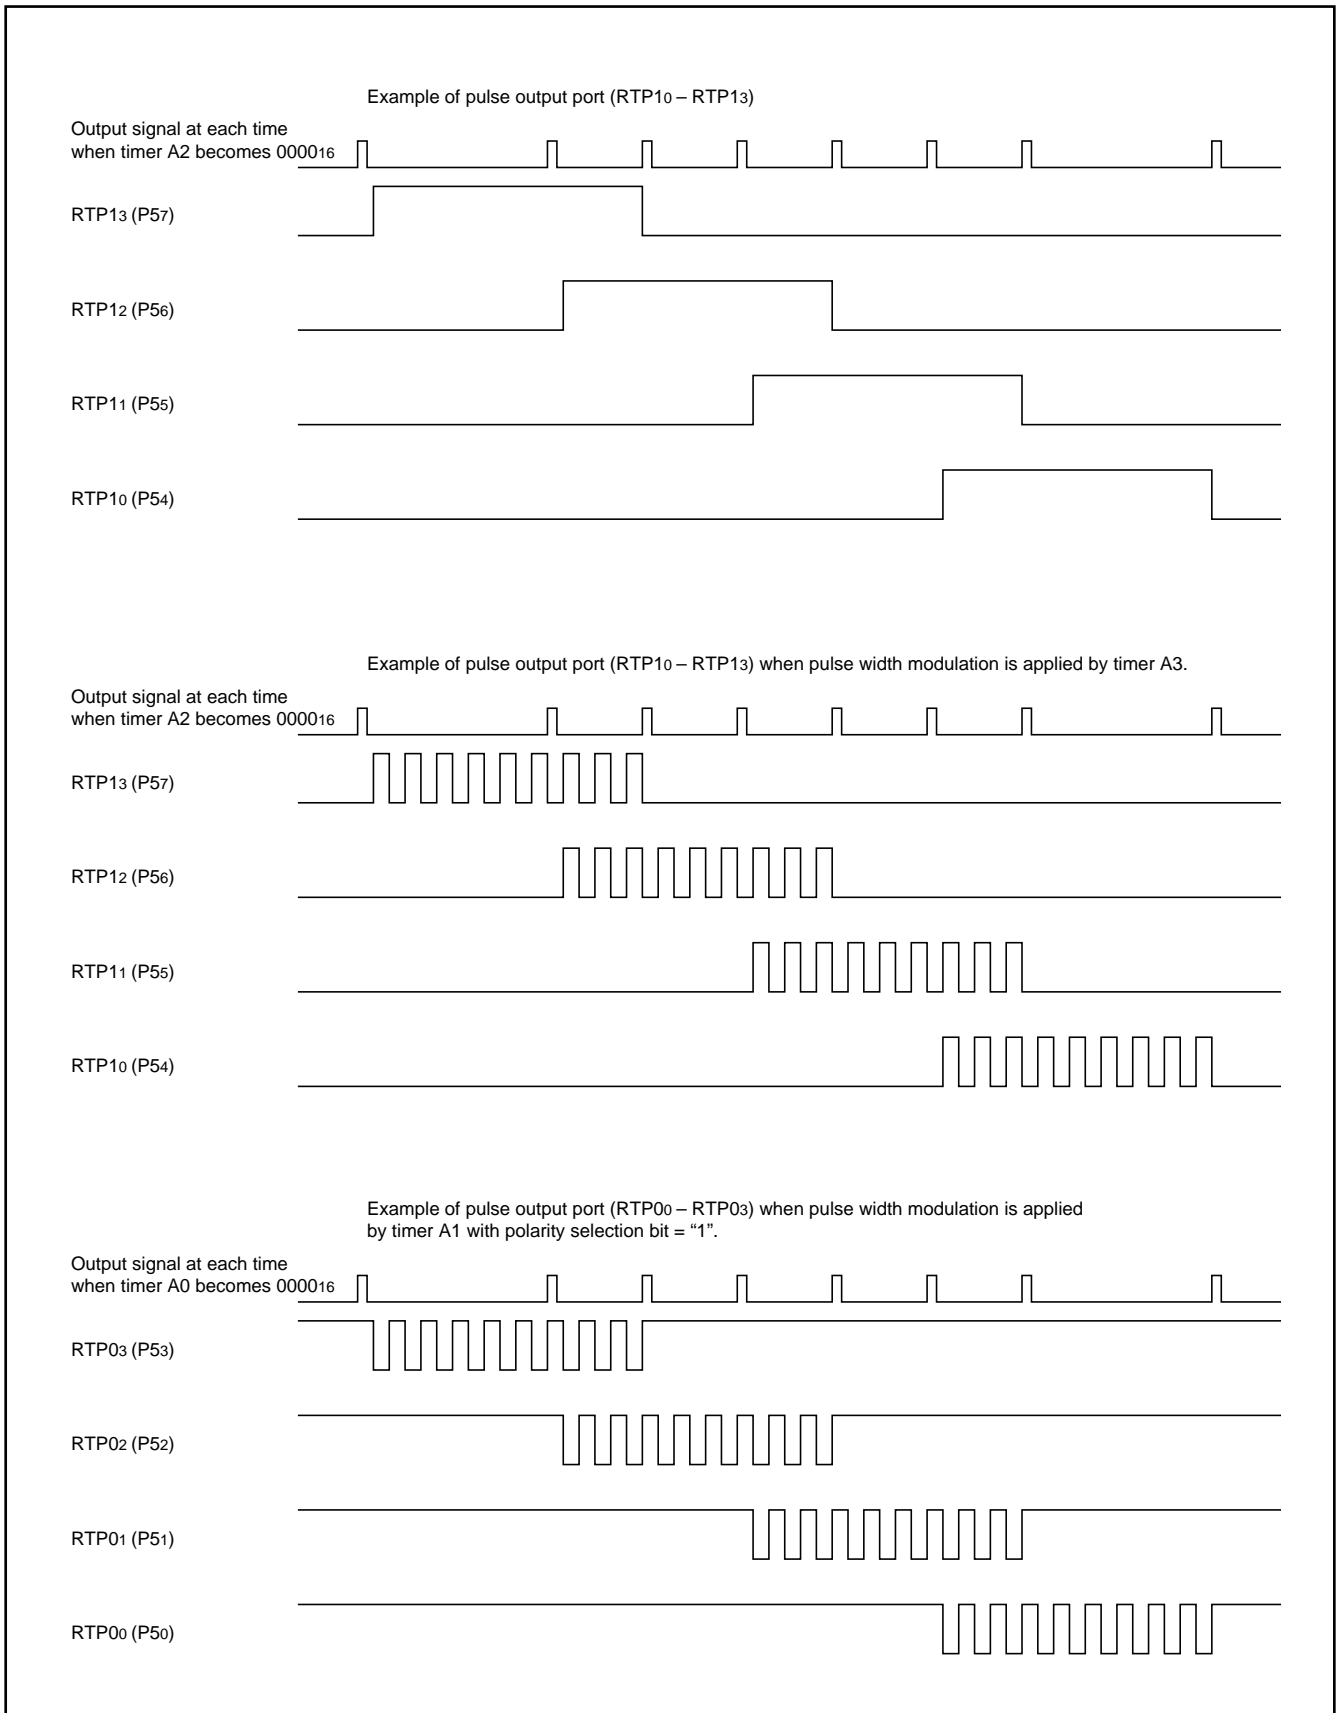 Example of pulse output port (RTP10 – RTP13)
Output signal at each time
when timer A2 becomes 000016
RTP13 (P57)
RTP12 (P56)
RTP11 (P55)
RTP10 (P54)
Example of pulse output port (RTP10 – RTP13) when pulse width modulation is applied by timer A3.
Output signal at each time
when timer A2 becomes 000016
RTP13 (P57)
RTP12 (P56)
RTP11 (P55)
RTP10 (P54)
Example of pulse output port (RTP00 – RTP03) when pulse width modulation is applied
by timer A1 with polarity selection bit = “1”.
Output signal at each time
when timer A0 becomes 000016
RTP03 (P53)
RTP02 (P52)
RTP01 (P51)
RTP00 (P50)